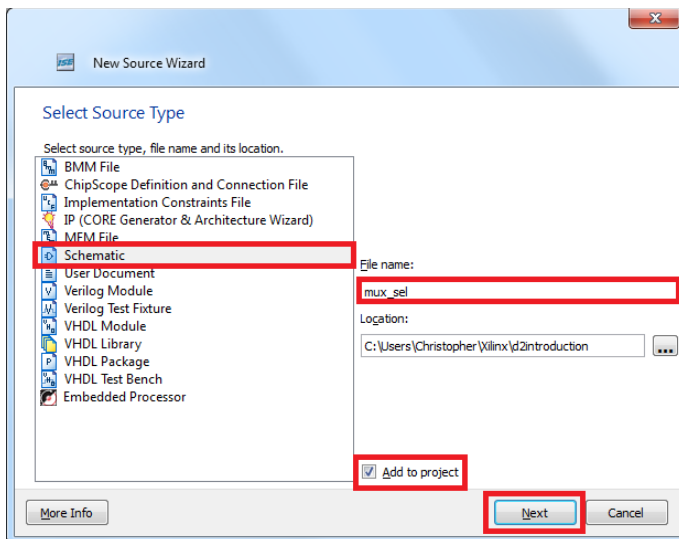 ISE New Source Wizard
Select Source Type
Select source type, file name and its location.
BMM File
ChipScope Definition and Connection File
Implementation Constraints File
IP (CORE Generator & Architecture Wizard)
MEM File
Schematic
User Document
Verilog Module
Verilog Test Fixture
VHDL Module
VHDL Library
VHDL Package
VHDL Test Bench
Embedded Processor
File name:
mux_sel
Location:
C:\Users\Christopher\Xilinx\d2introduction
...
Add to project
More Info
Next
Cancel